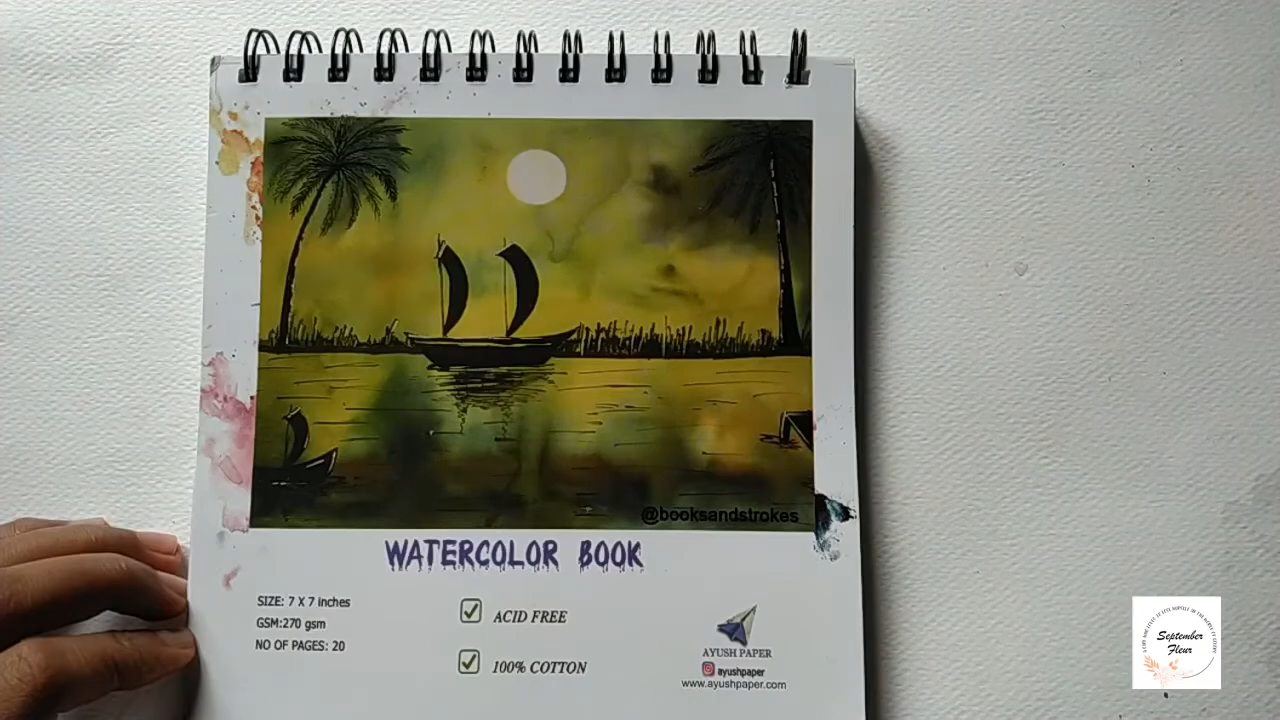 @booksandstrokes
WATERCOLOR BOOK
SIZE: 7 X 7 inches
GSM:270 gsm
NO OF PAGES: 20
ACID FREE
100% COTTON
AYUSH PAPER
ayushpaper
www.ayushpaper.com
September
Fleur